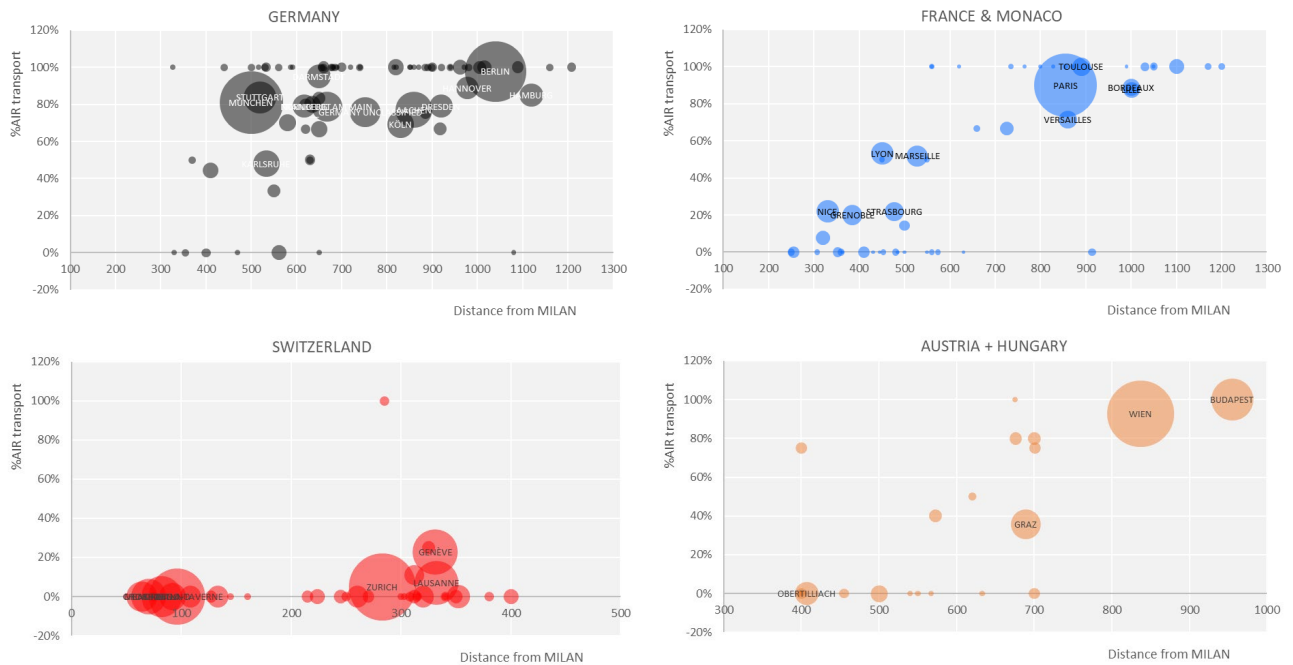 GERMANY
120%
100%
80%
60%
40%
20%
0%
-20%
%AIR transport
BERLIN
HANNOVER
HAMBURG
STUTTGART
MÜNCHEN
DRESDEN
AACHEN
KÖLN
KARLSRUHE
100 200 300 400 500 600 700 800 900 1000 1100 1200 1300
Distance from MILAN
FRANCE & MONACO
120%
100%
80%
60%
40%
20%
0%
-20%
%AIR transport
TOULOUSE
PARIS
BORDEAUX
VERSAILLES
LYON
MARSEILLE
NICE
GRENOBLE
STRASBOURG
100 200 300 400 500 600 700 800 900 1000 1100 1200 1300
Distance from MILAN
SWITZERLAND
120%
100%
80%
60%
40%
20%
0%
-20%
%AIR transport
GENÈVE
ZURICH
LAUSANNE
0 100 200 300 400 500
Distance from MILAN
AUSTRIA + HUNGARY
120%
100%
80%
60%
40%
20%
0%
-20%
%AIR transport
BUDAPEST
WIEN
GRAZ
OBERTILLIACH
300 400 500 600 700 800 900 1000
Distance from MILAN